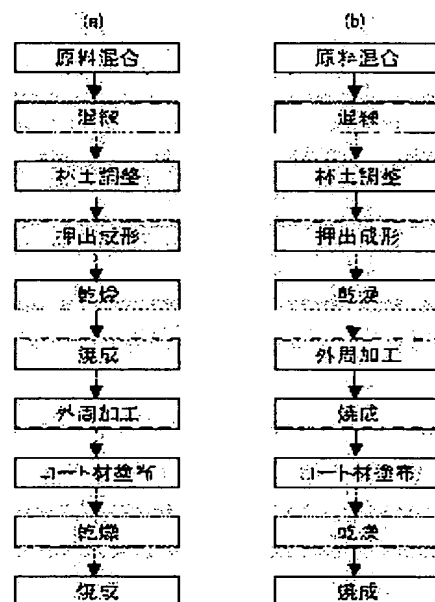 (a)
原料混合
混練
坏土調整
押出成形
乾燥
焼成
外周加工
コート材塗布
乾燥
焼成
(b)
原料混合
混練
坏土調整
押出成形
乾燥
外周加工
焼成
コート材塗布
乾燥
焼成